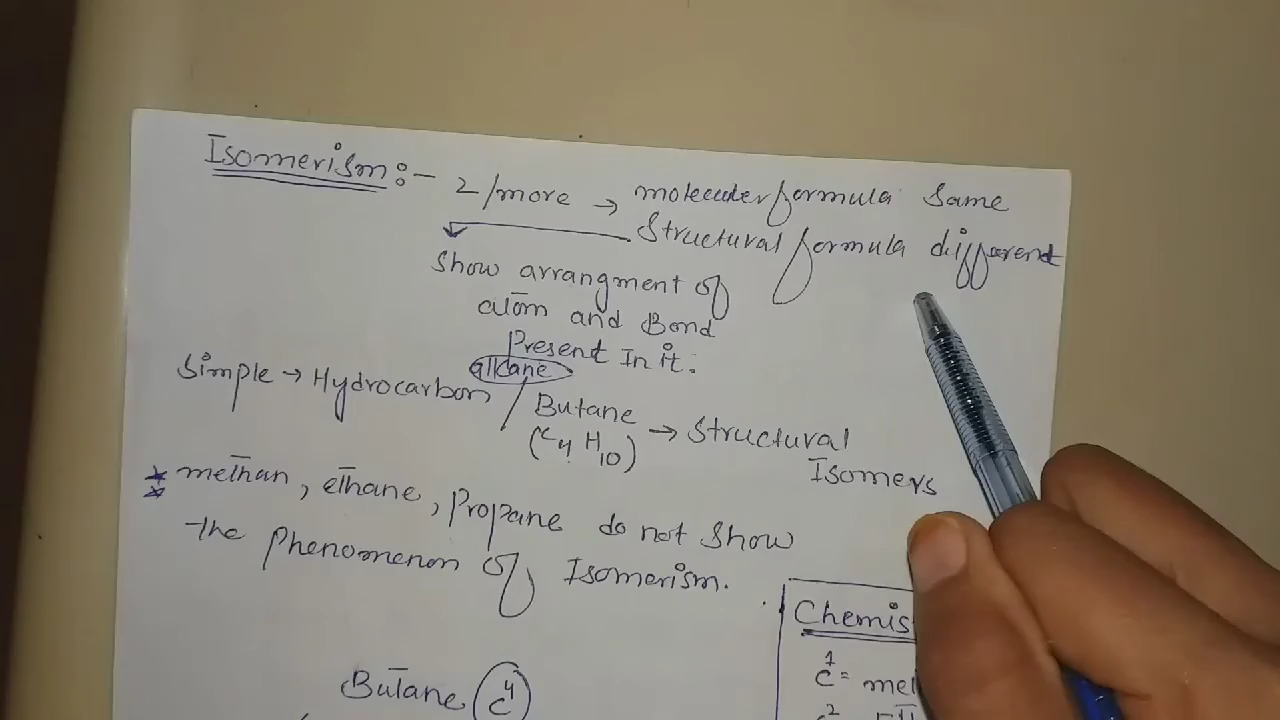 Isomerism:-
2/more → moleculer formula same
Structural formula different
Show arrangment of
atom and Bond
Present In it.
alkane
Simple → Hydrocarbon / Butane → Structural
(C4H10) Isomers
methan, ethane, Propane do not show
the Phenomenon of Isomerism.
Chemis
C1= me
C2
Butane C4